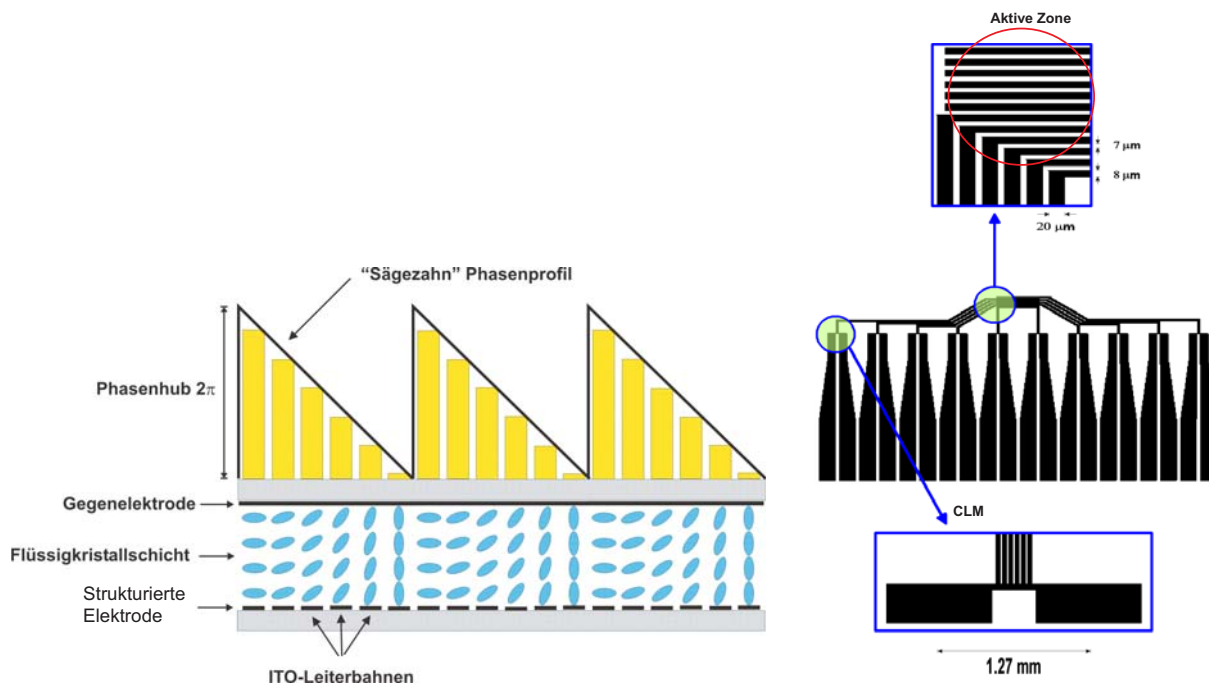 Aktive Zone
7 μm
8 μm
20 μm
“Sägezahn” Phasenprofil
Phasenhub 2π
Gegenelektrode
CLM
Flüssigkristallschicht
Strukturierte
Elektrode
ITO-Leiterbahnen
1.27 mm